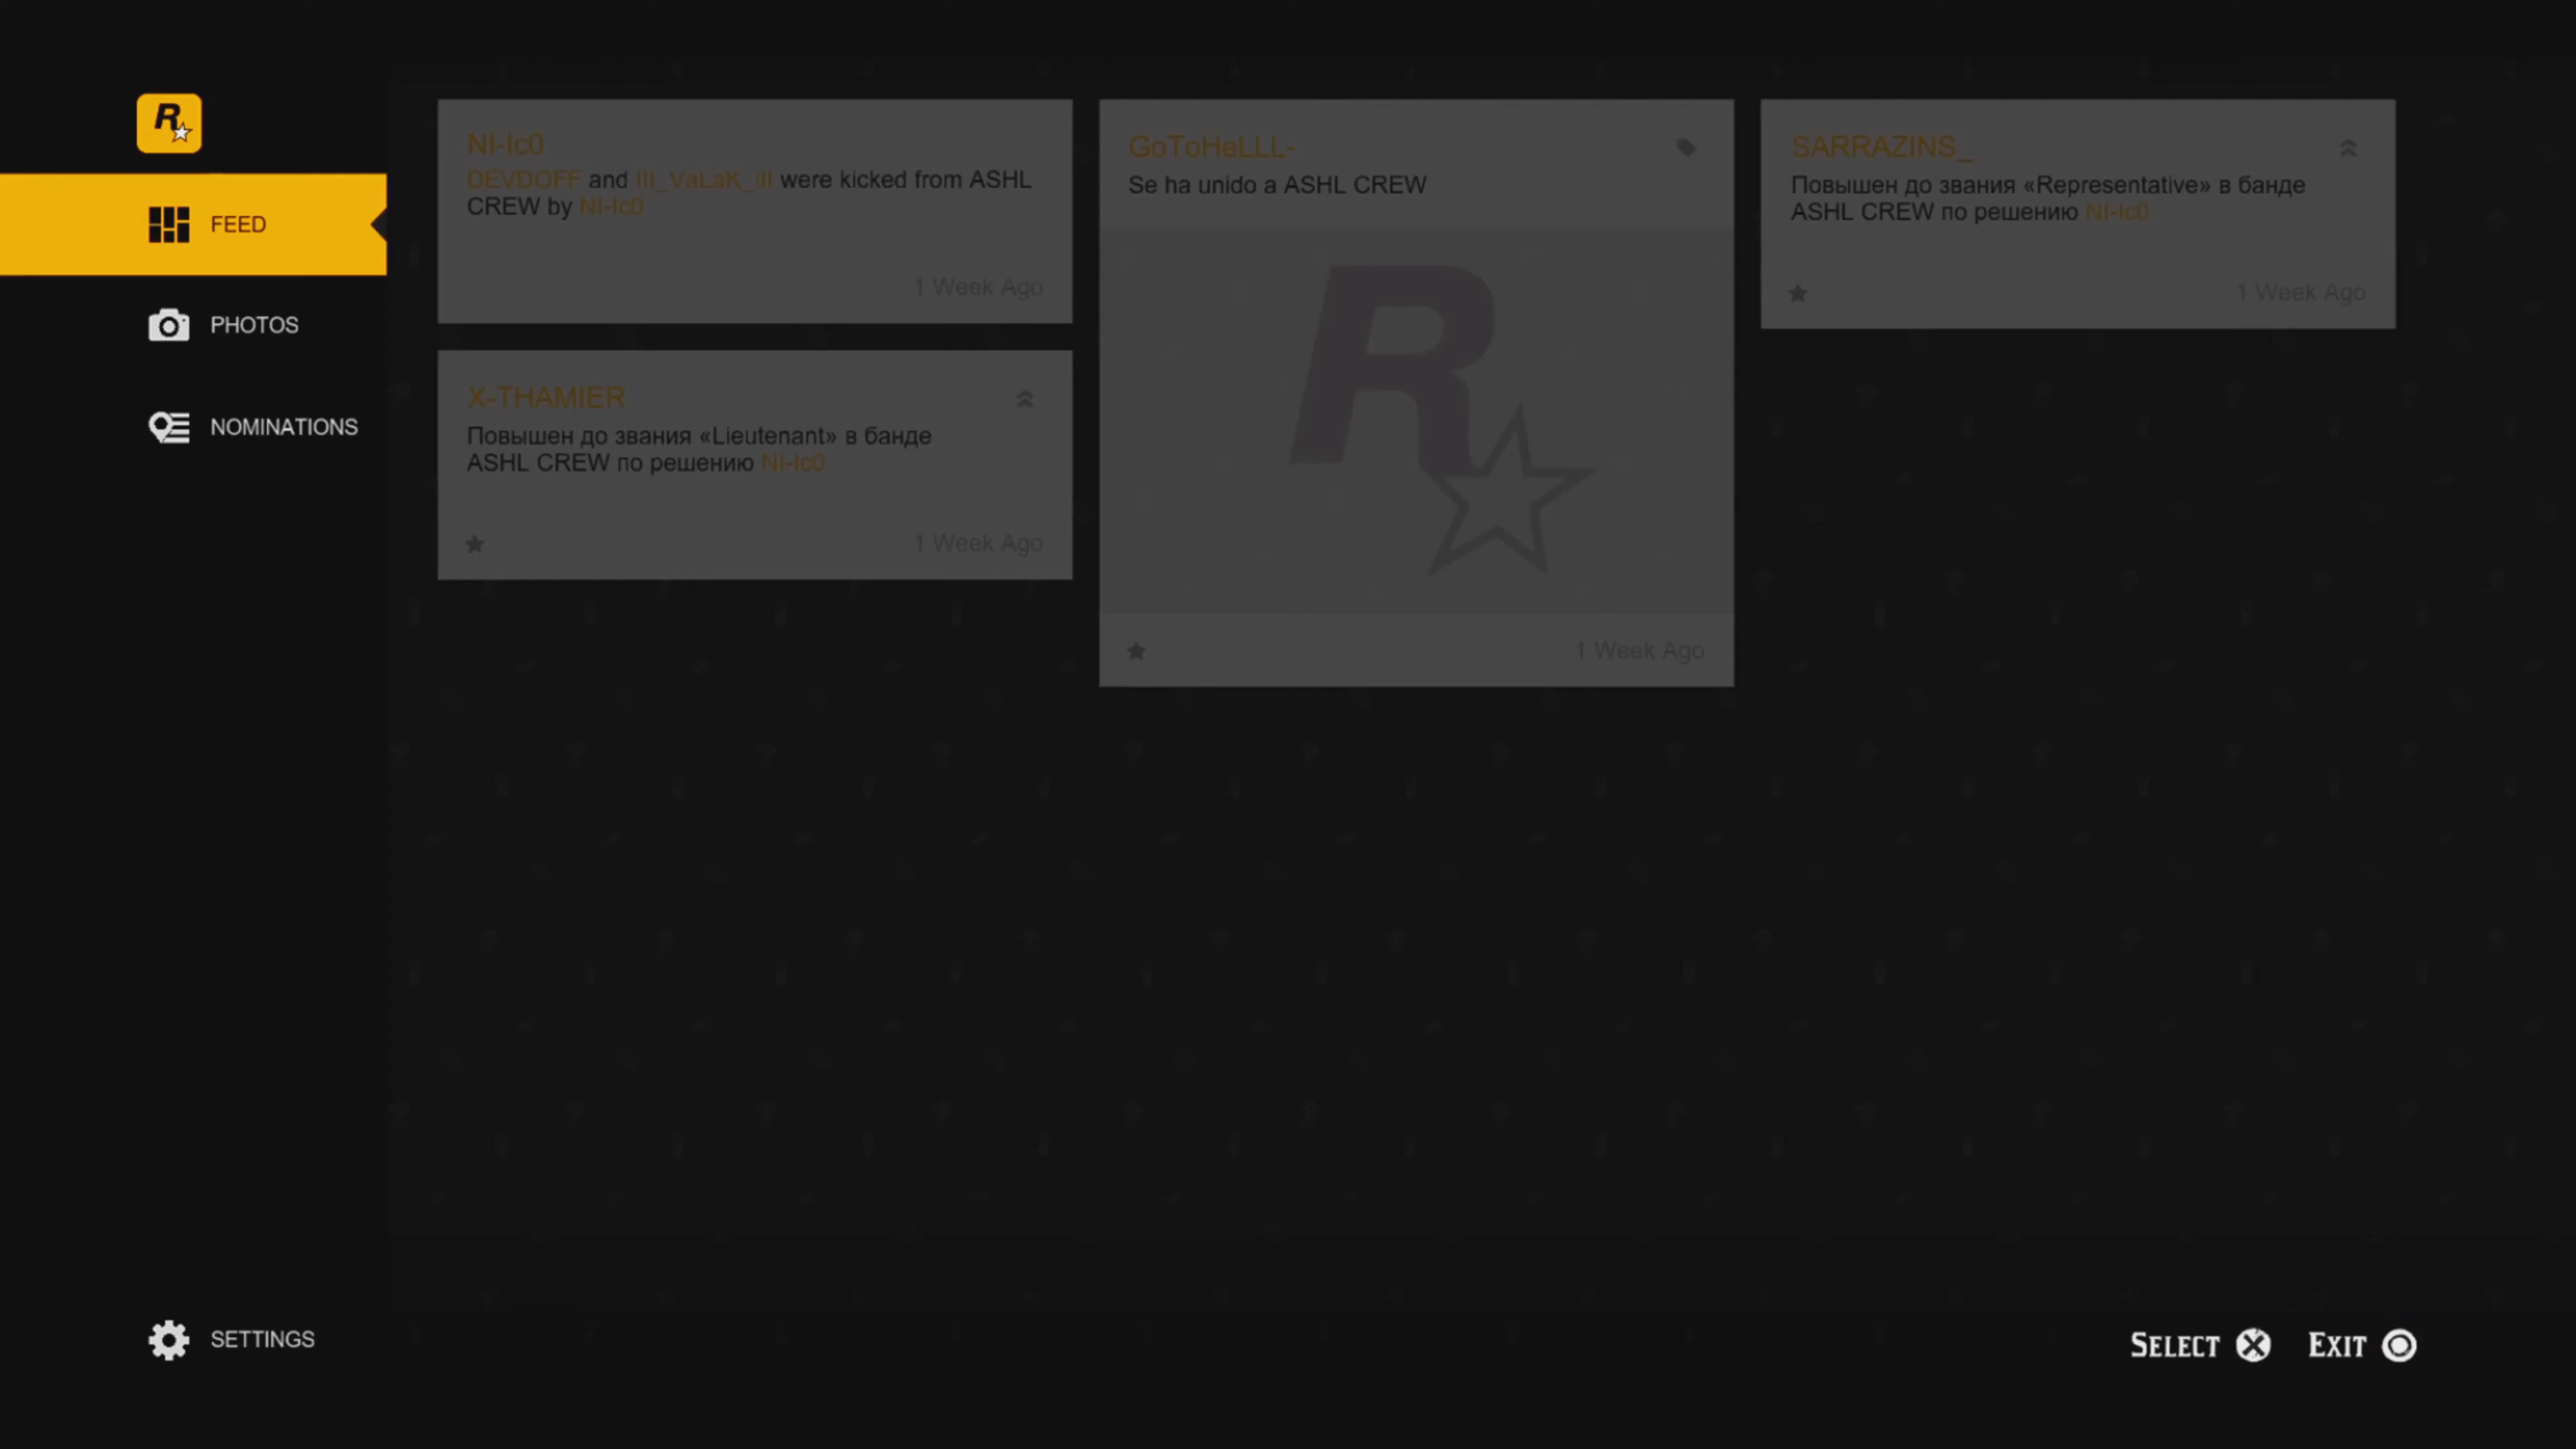 FEED
PHOTOS
NOMINATIONS
SETTINGS
NI-Ic0
DEVDOFF and III_VaLaK_III were kicked from ASHL
CREW by NI-Ic0
1 Week Ago
X-THAMIER
Повышен до звания «Lieutenant» в банде
ASHL CREW по решению NI-Ic0
1 Week Ago
GoToHeLLL-
Se ha unido a ASHL CREW
R
1 Week Ago
SARRAZINS_
Повышен до звания «Representative» в банде
ASHL CREW по решению NI-Ic0
1 Week Ago
SELECT EXIT